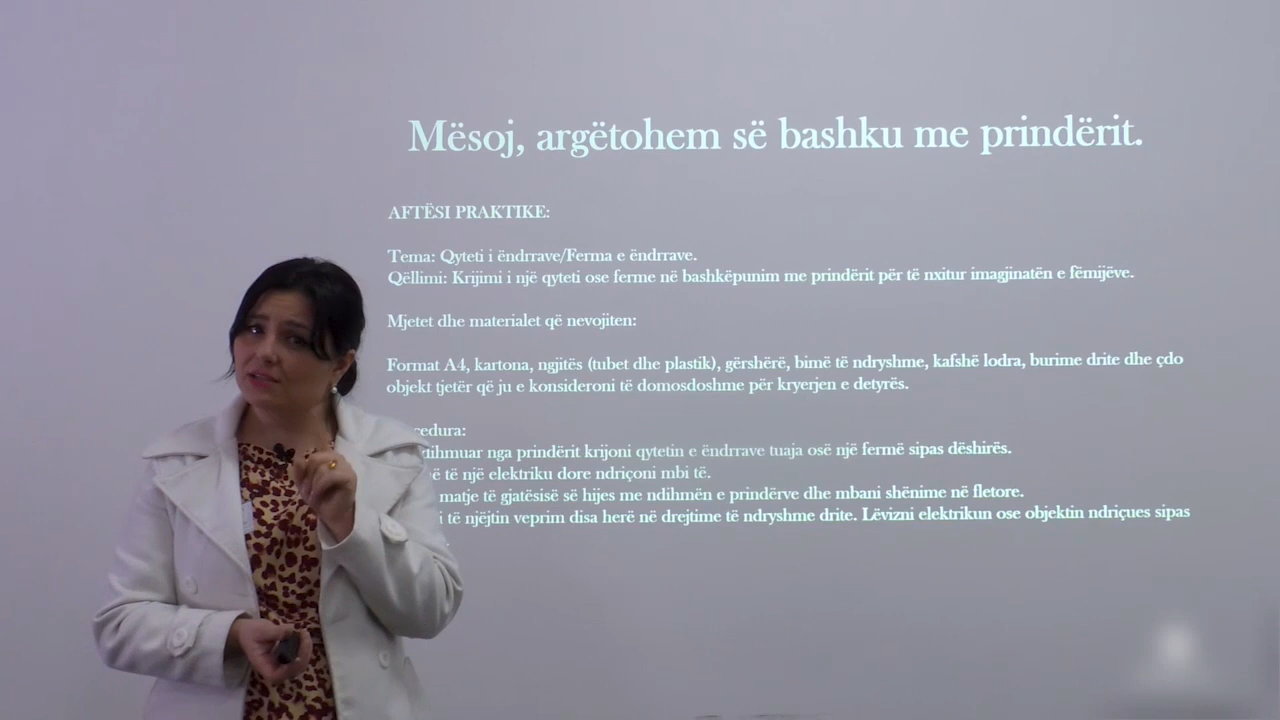 Mësoj, argëtohem së bashku me prindërit.
AFTËSI PRAKTIKE:
Tema: Qyteti i ëndrrave/Ferma e ëndrrave.
Qëllimi: Krijimi i një qyteti ose ferme në bashkëpunim me prindërit për të nxitur imagjinatën e fëmijëve.
Mjetet dhe materialet që nevojiten:
Format A4, kartona, ngjitës (tubet dhe plastik), gërshërë, bimë të ndryshme, kafshë lodra, burime drite dhe çdo
objekt tjetër që ju e konsideroni të domosdoshme për kryerjen e detyrës.
edura:
dihmuar nga prindërit krijoni qytetin e ëndrrave tuaja osë një fermë sipas dëshirës.
ë të një elektriku dore ndriçoni mbi të.
matje të gjatësisë së hijes me ndihmën e prindërve dhe mbani shënime në fletore.
i të njëjtin veprim disa herë në drejtime të ndryshme drite. Lëvizni elektrikun ose objektin ndriçues sipas